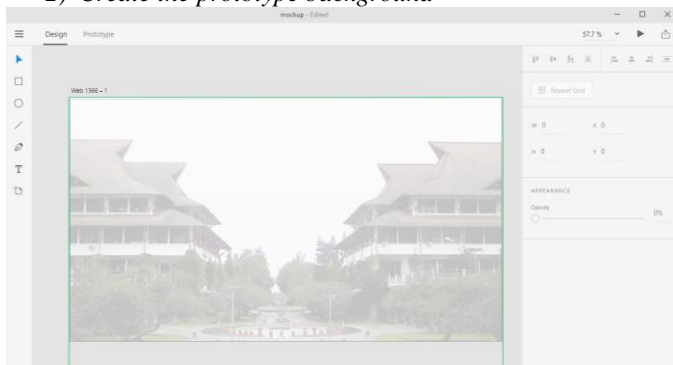 2) Create the prototype background
mockup - Edited
Design Prototype 57.7 %
Web 1366 – 1
Repeat Grid
W 0 X 0
H 0 Y 0
APPEARANCE
Opacity
0%
T